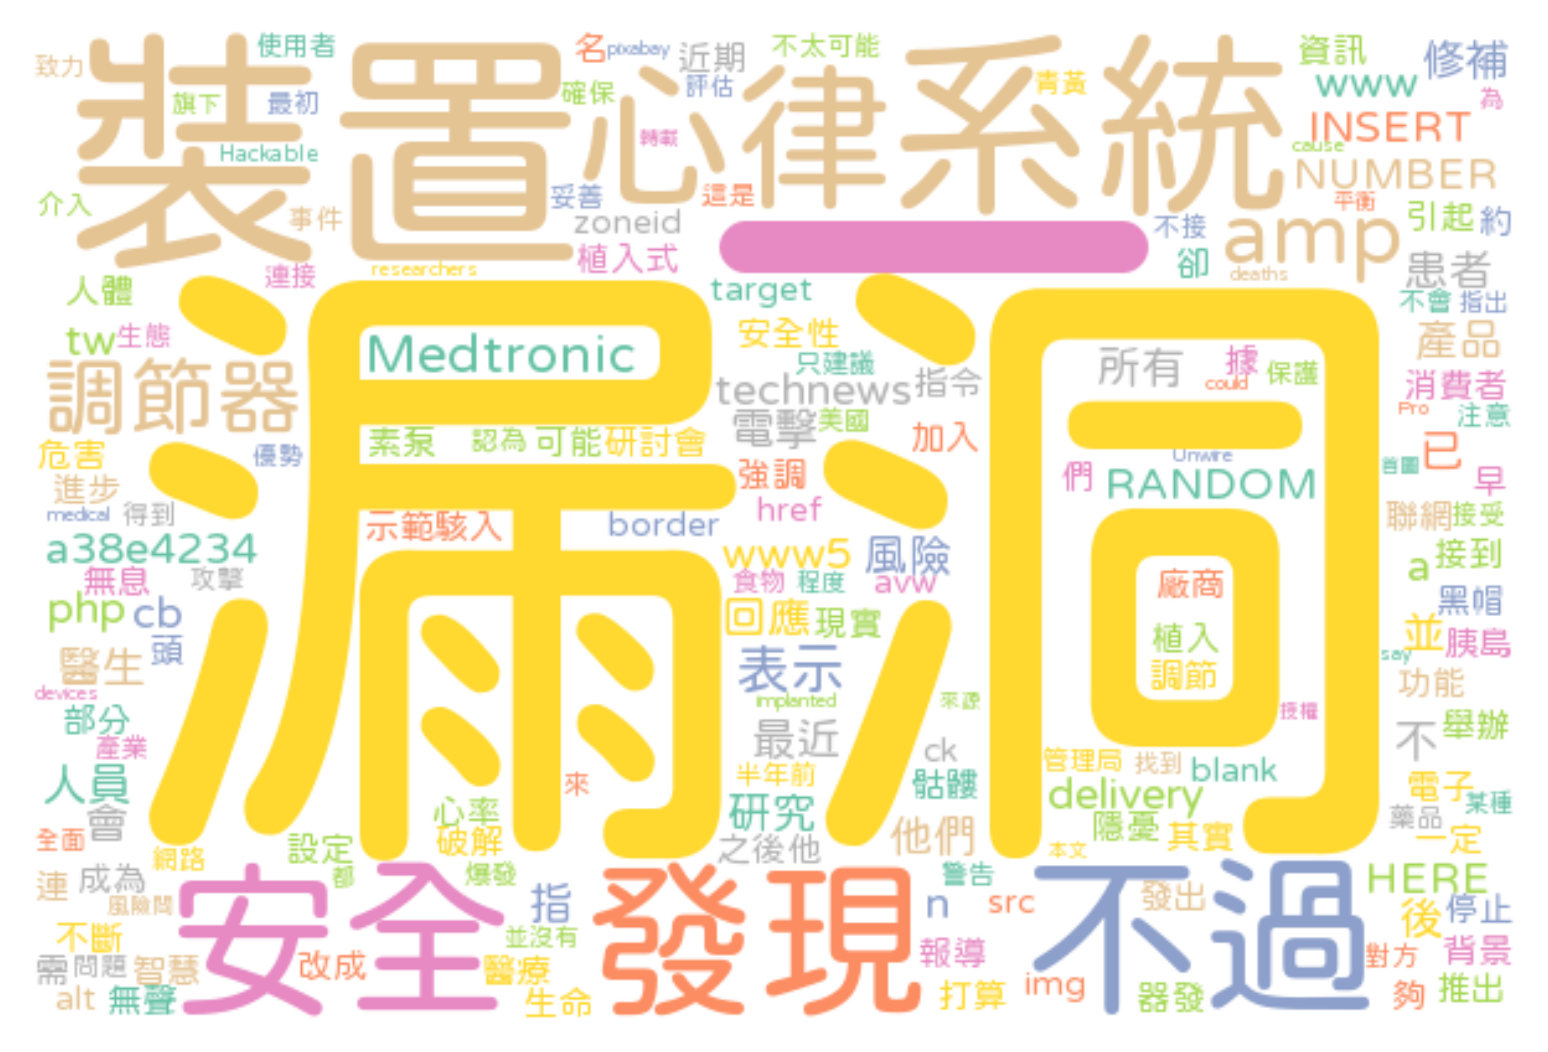 致力 使用者 名 pixabay 近期 不太可能 資訊 修補
裝置 心律 系統
旗下 最初 確保 評估 青黃 www 為
Hackable 轉載 INSERT
cause
介入 事件 妥善 這是 NUMBER
平衡
zoneid 不接 amp 引起 約
人體 連接 researchers 植入式 卻 deaths 患者
target 不會 指出
tw 生態 Medtronic 安全性 產品
調節器 只建議 所有 據 could 保護 消費者
technews 指令 Pro 注意
危害 優勢 素泵 認為 可能 研討會 電擊 美國 加入 Unwire 首圖 已
漏洞
進步 強調 們 RANDOM 早
medical 得到 示範駭入 border href 聯網 接受
a38e4234 www5 風險 a 接到
無息 攻擊 食物 程度 avw 廠商
php cb 回應 現實 黑帽
頭 植入 並 胰島
醫生 表示 調節 say
devices implanted 來源 授權 功能
部分 最近 不 舉辦
產業 ck 管理局 找到 blank
人員 來 半年前 骷髏 delivery 電子 某種
會 心率 研究 隱憂 藥品
全面 設定 破解 之後他 他們 其實 一定
網路 本文
連 成為 都 爆發 警告 HERE
風險問 安全 指 發現 n src 不過 發出 後 停止
不斷 並沒有
需 問題 智慧 改成 醫療 報導 對方 背景
alt 無聲 生命 打算 img 器發 夠 推出